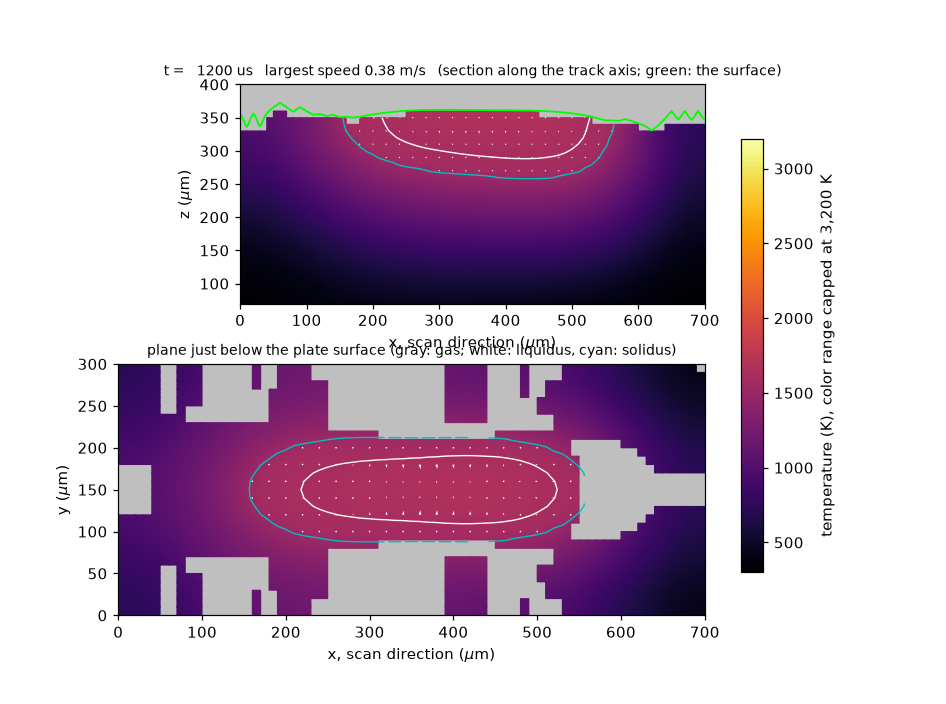 t =   1200 us   largest speed 0.38 m/s   (section along the track axis; green: the surface)
400
350
300
250
200
150
100
z (μm)
0 100 200 300 400 500 600 700
x, scan direction (μm)
plane just below the plate surface (gray: gas; white: liquidus, cyan: solidus)
300
250
200
150
100
50
0
y (μm)
0 100 200 300 400 500 600 700
x, scan direction (μm)
3000
2500
2000
1500
1000
500
temperature (K), color range capped at 3,200 K